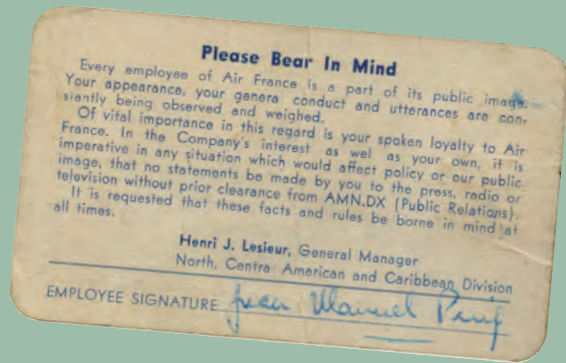 Please Bear In Mind
Every employee of Air France is a part of its public image.
Your appearance, your genera conduct and utterances are con-
stantly being observed and weighed.
Of vital importance in this regard is your spoken loyalty to Air
France. In the Company's interest as wel as your own, it is
imperative in any situation which would affect policy or our public
image, that no statements be made by you to the press, radio or
television without prior clearance from AMN.DX (Public Relations).
It is requested that these facts and rules be borne in mind at
all times.
Henri J. Lesieur, General Manager
North, Centra American and Caribbean Division
EMPLOYEE SIGNATURE Manuel